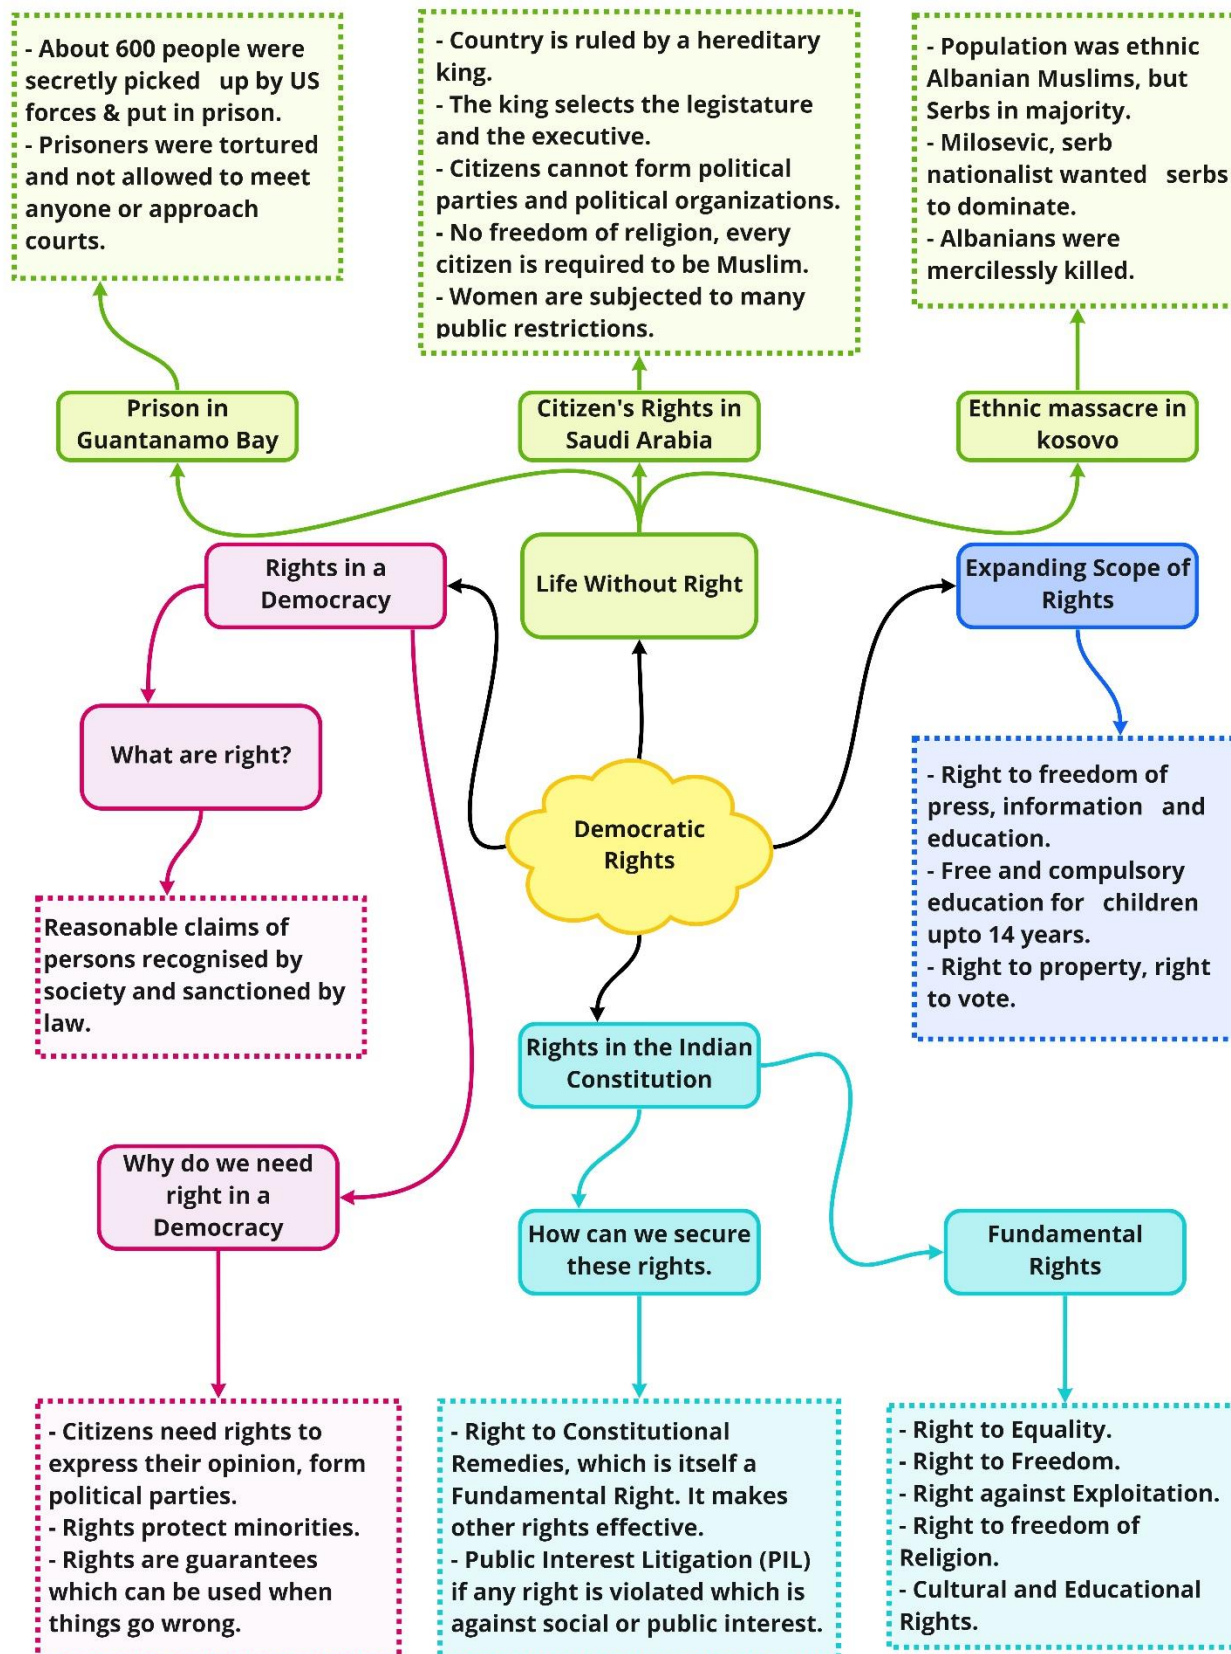 - About 600 people were
secretly picked up by US
forces & put in prison.
- Prisoners were tortured
and not allowed to meet
anyone or approach
courts.
- Country is ruled by a hereditary
king.
- The king selects the legistature
and the executive.
- Citizens cannot form political
parties and political organizations.
- No freedom of religion, every
citizen is required to be Muslim.
- Women are subjected to many
public restrictions.
- Population was ethnic
Albanian Muslims, but
Serbs in majority.
- Milosevic, serb
nationalist wanted serbs
to dominate.
- Albanians were
mercilessly killed.
Prison in
Guantanamo Bay
Citizen's Rights in
Saudi Arabia
Ethnic massacre in
kosovo
Rights in a
Democracy
Life Without Right
Expanding Scope of
Rights
What are right?
Democratic
Rights
- Right to freedom of
press, information and
education.
- Free and compulsory
education for children
upto 14 years.
- Right to property, right
to vote.
Reasonable claims of
persons recognised by
society and sanctioned by
law.
Rights in the Indian
Constitution
Why do we need
right in a
Democracy
How can we secure
these rights.
Fundamental
Rights
- Citizens need rights to
express their opinion, form
political parties.
- Rights protect minorities.
- Rights are guarantees
which can be used when
things go wrong.
- Right to Constitutional
Remedies, which is itself a
Fundamental Right. It makes
other rights effective.
- Public Interest Litigation (PIL)
if any right is violated which is
against social or public interest.
- Right to Equality.
- Right to Freedom.
- Right against Exploitation.
- Right to freedom of
Religion.
- Cultural and Educational
Rights.